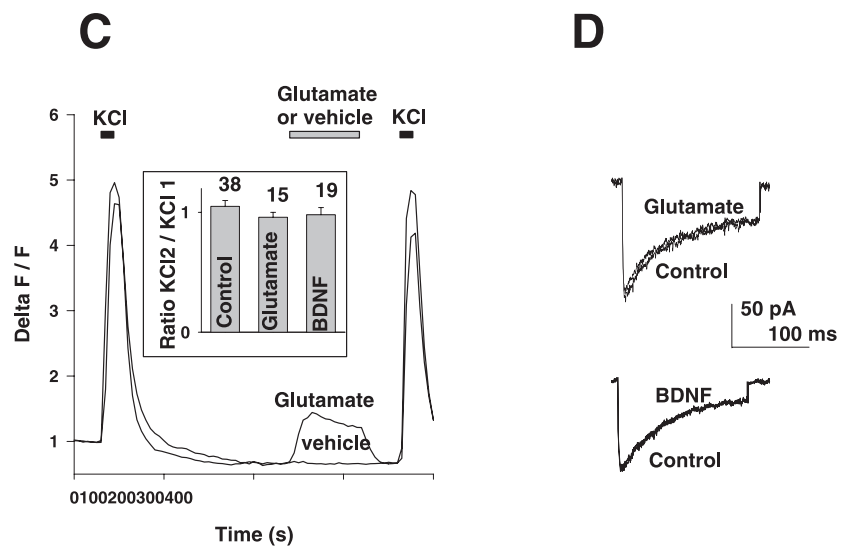 C
D
Glutamate
or vehicle
KCl
KCl
6
5
4
3
2
1
Delta F / F
Ratio KCl2 / KCl 1
1
0
38
15
19
Control
Glutamate
BDNF
Glutamate
vehicle
0100200300400
Time (s)
Glutamate
Control
50 pA
100 ms
BDNF
Control